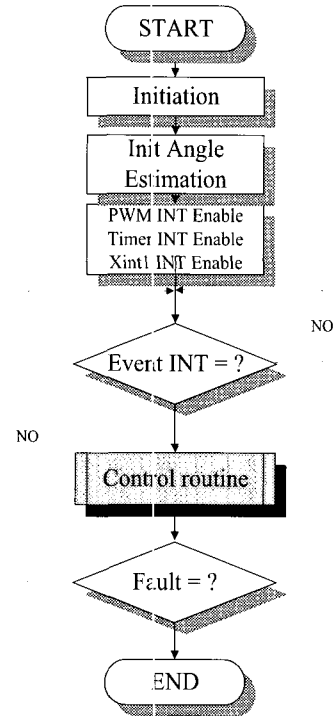 START
Initiation
Init Angle
Estimation
PWM INT Enable
Timer INT Enable
Xint1 INT Enable
NO
Event INT = ?
NO
Control routine
Fault = ?
END